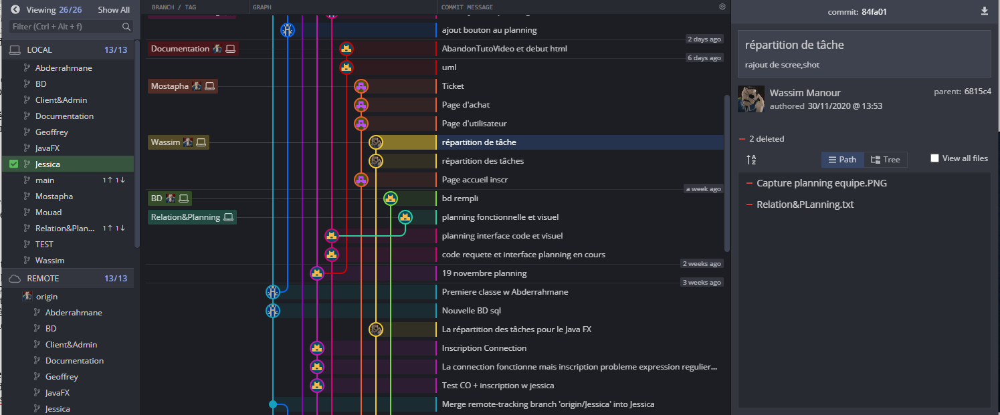 Viewing 26/26 Show All
Filter (Ctrl + Alt + f)
LOCAL 13/13
Abderrahmane
BD
Client&Admin
Documentation
Geoffrey
JavaFX
Jessica
main 1↑ 1↓
Mostapha
Mouad
Relation&Plan... 1↑ 1↓
TEST
Wassim
REMOTE 13/13
origin
Abderrahmane
BD
Client&Admin
Documentation
Geoffrey
JavaFX
Jessica
BRANCH / TAG GRAPH COMMIT MESSAGE
ajout bouton au planning
2 days ago
Documentation AbandonTutoVideo et debut html
6 days ago
uml
Mostapha Ticket
Page d'achat
Page d'utilisateur
Wassim répartition de tâche
répartition des tâches
Page accueil inscr
a week ago
BD bd rempli
Relation&Planning planning fonctionnelle et visuel
planning interface code et visuel
code requete et interface planning en cours
2 weeks ago
19 novembre planning
3 weeks ago
Premiere classe w Abderrahmane
Nouvelle BD sql
La répartition des tâches pour le Java FX
Inscription Connection
La connection fonctionne mais inscription probleme expression regulier...
Test CO + inscription w jessica
Merge remote-tracking branch 'origin/Jessica' into Jessica
commit: 84fa01
répartition de tâche
rajout de scree,shot
Wassim Manour parent: 6815c4
authored 30/11/2020 @ 13:53
2 deleted
Path Tree View all files
Capture planning equipe.PNG
Relation&PLanning.txt